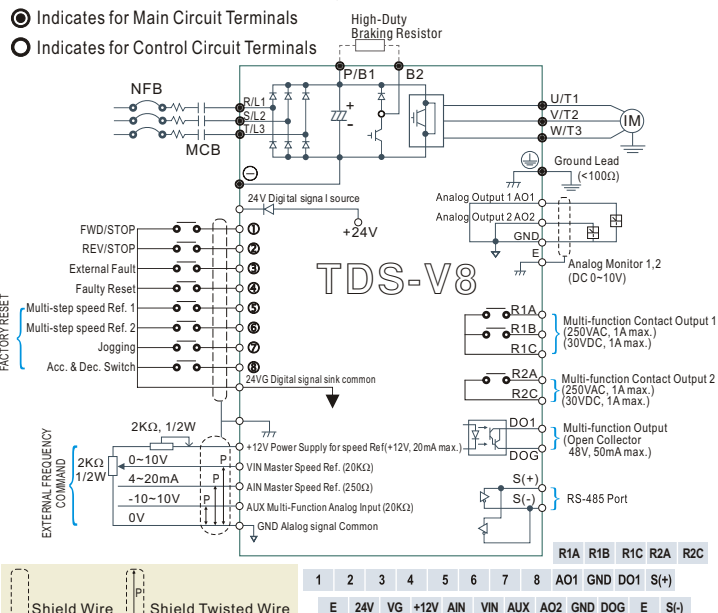 Indicates for Main Circuit Terminals
Indicates for Control Circuit Terminals
High-Duty
Braking Resistor
P/B1
B2
NFB
R/L1
S/L2
T/L3
MCB
+
-
U/T1
V/T2
W/T3
IM
Ground Lead
(<100Ω)
24V Digital signal source
+24V
Analog Output 1 AO1
Analog Output 2 AO2
GND
E
Analog Monitor 1,2
(DC 0~10V)
TDS-V8
FACTORY RESET
FWD/STOP
①
REV/STOP
②
External Fault
③
Faulty Reset
④
Multi-step speed Ref. 1
⑤
Multi-step speed Ref. 2
⑥
Jogging
⑦
Acc. & Dec. Switch
⑧
24VG Digital signal sink common
R1A
R1B
R1C
Multi-function Contact Output 1
(250VAC, 1A max.)
(30VDC, 1A max.)
R2A
R2C
Multi-function Contact Output 2
(250VAC, 1A max.)
(30VDC, 1A max.)
DO1
DOG
Multi-function Output
(Open Collector
48V, 50mA max.)
S(+)
S(-)
RS-485 Port
EXTERNAL FREQUENCY
COMMAND
2KΩ, 1/2W
2KΩ
1/2W
0~10V
4~20mA
-10~10V
0V
P
P
P
+12V Power Supply for speed Ref(+12V, 20mA max.)
VIN Master Speed Ref. (20KΩ)
AIN Master Speed Ref. (250Ω)
AUX Multi-Function Analog Input (20KΩ)
GND Alalog signal Common
Shield Wire
P
Shield Twisted Wire
R1A R1B R1C R2A R2C
1 2 3 4 5 6 7 8 AO1 GND DO1 S(+)
E 24V VG +12V AIN VIN AUX AO2 GND DOG E S(-)